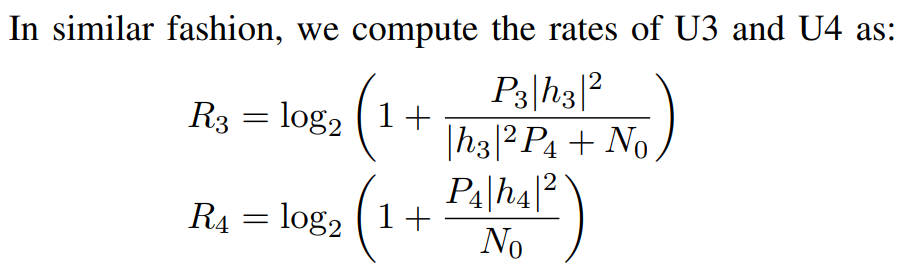 In similar fashion, we compute the rates of U3 and U4 as:
R₃ = log₂ (1 + P₃|h₃|² / (|h₃|²P₄ + N₀))
R₄ = log₂ (1 + P₄|h₄|² / N₀)